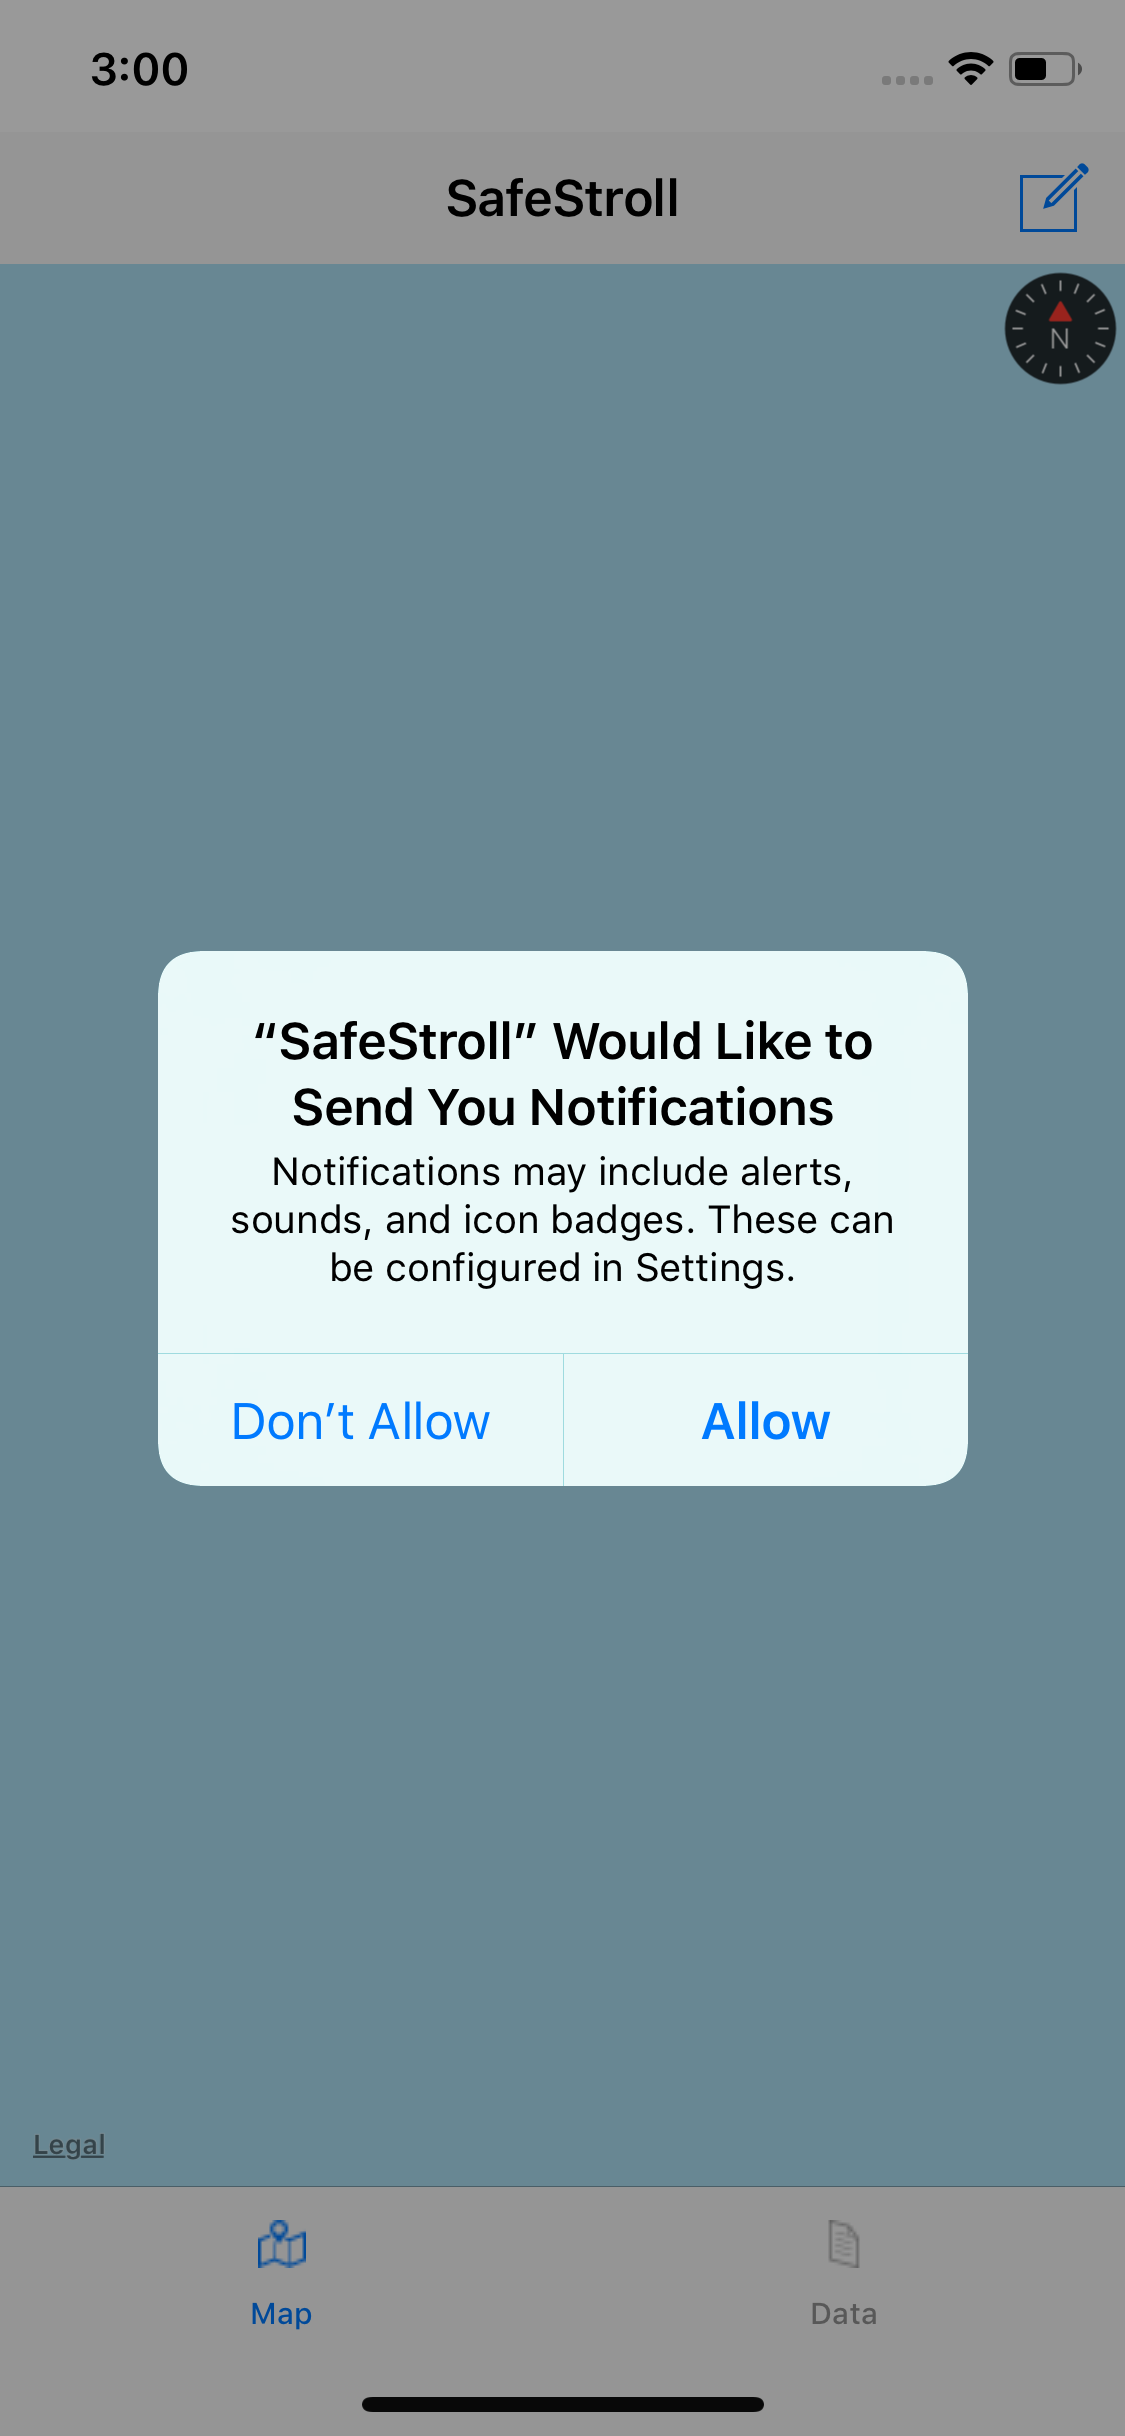 3:00
SafeStroll
N
“SafeStroll” Would Like to
Send You Notifications
Notifications may include alerts,
sounds, and icon badges. These can
be configured in Settings.
Don’t Allow
Allow
Legal
Map
Data